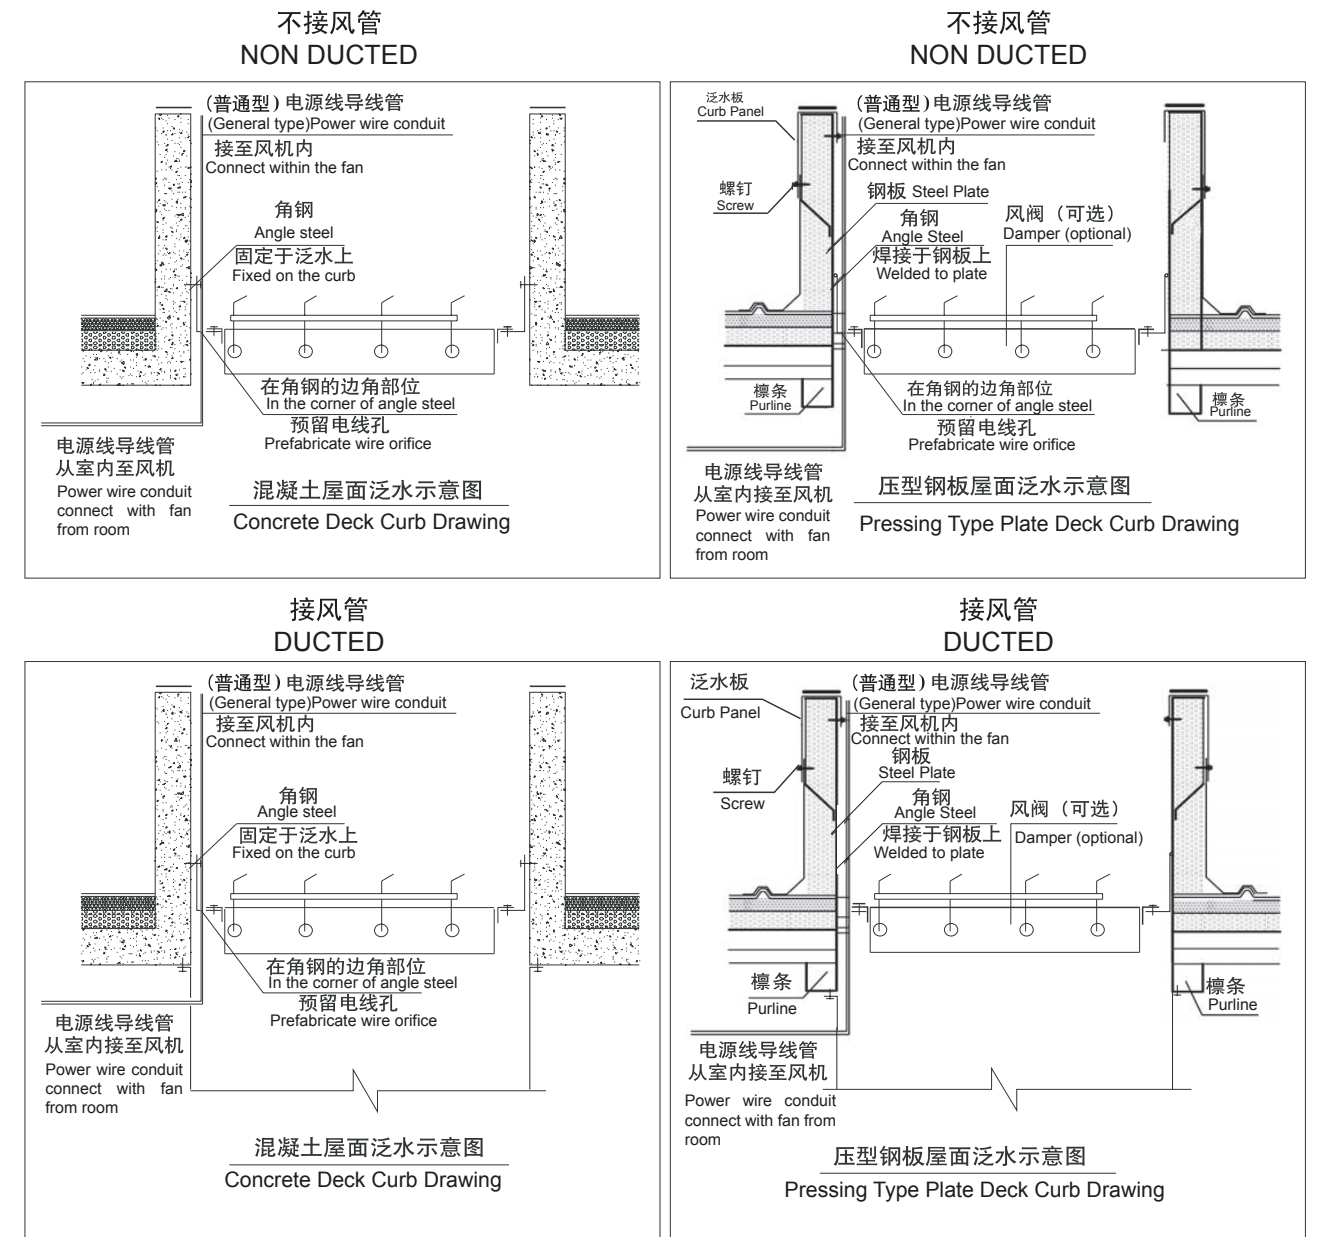 不接风管
NON DUCTED
(普通型) 电源线导线管
(General type)Power wire conduit
接至风机内
Connect within the fan
角钢
Angle steel
固定于泛水上
Fixed on the curb
在角钢的边角部位
In the corner of angle steel
预留电线孔
Prefabricate wire orifice
电源线导线管
从室内至风机
Power wire conduit
connect with fan
from room
混凝土屋面泛水示意图
Concrete Deck Curb Drawing
不接风管
NON DUCTED
泛水板
Curb Panel
(普通型) 电源线导线管
(General type)Power wire conduit
接至风机内
Connect within the fan
螺钉
Screw
钢板 Steel Plate
角钢
Angle Steel
焊接于钢板上
Welded to plate
风阀（可选）
Damper (optional)
檩条
Purline
在角钢的边角部位
In the corner of angle steel
预留电线孔
Prefabricate wire orifice
檩条
Purline
电源线导线管
从室内接至风机
Power wire conduit
connect with fan
from room
压型钢板屋面泛水示意图
Pressing Type Plate Deck Curb Drawing
接风管
DUCTED
(普通型) 电源线导线管
(General type)Power wire conduit
接至风机内
Connect within the fan
角钢
Angle steel
固定于泛水上
Fixed on the curb
在角钢的边角部位
In the corner of angle steel
预留电线孔
Prefabricate wire orifice
电源线导线管
从室内接至风机
Power wire conduit
connect with fan
from room
混凝土屋面泛水示意图
Concrete Deck Curb Drawing
接风管
DUCTED
泛水板
Curb Panel
(普通型) 电源线导线管
(General type)Power wire conduit
接至风机内
Connect within the fan
钢板
Steel Plate
螺钉
Screw
角钢
Angle Steel
焊接于钢板上
Welded to plate
风阀（可选）
Damper (optional)
檩条
Purline
檩条
Purline
电源线导线管
从室内接至风机
Power wire conduit
connect with fan from
room
压型钢板屋面泛水示意图
Pressing Type Plate Deck Curb Drawing